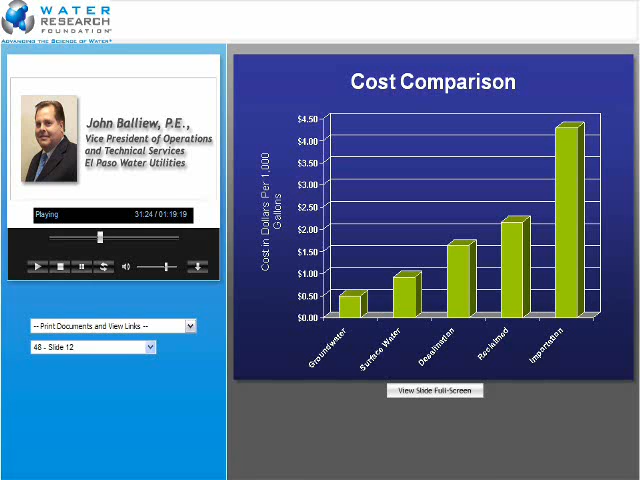 WATER
RESEARCH
FOUNDATION®
ADVANCING THE SCIENCE OF WATER®
John Balliew, P.E.,
Vice President of Operations
and Technical Services
El Paso Water Utilities
Playing 31:24 / 01:19:19
-- Print Documents and View Links --
48 - Slide 12
Cost Comparison
Cost in Dollars Per 1,000
Gallons
$4.50
$4.00
$3.50
$3.00
$2.50
$2.00
$1.50
$1.00
$0.50
$0.00
Groundwater
Surface Water
Desalination
Reclaimed
Importation
View Slide Full-Screen